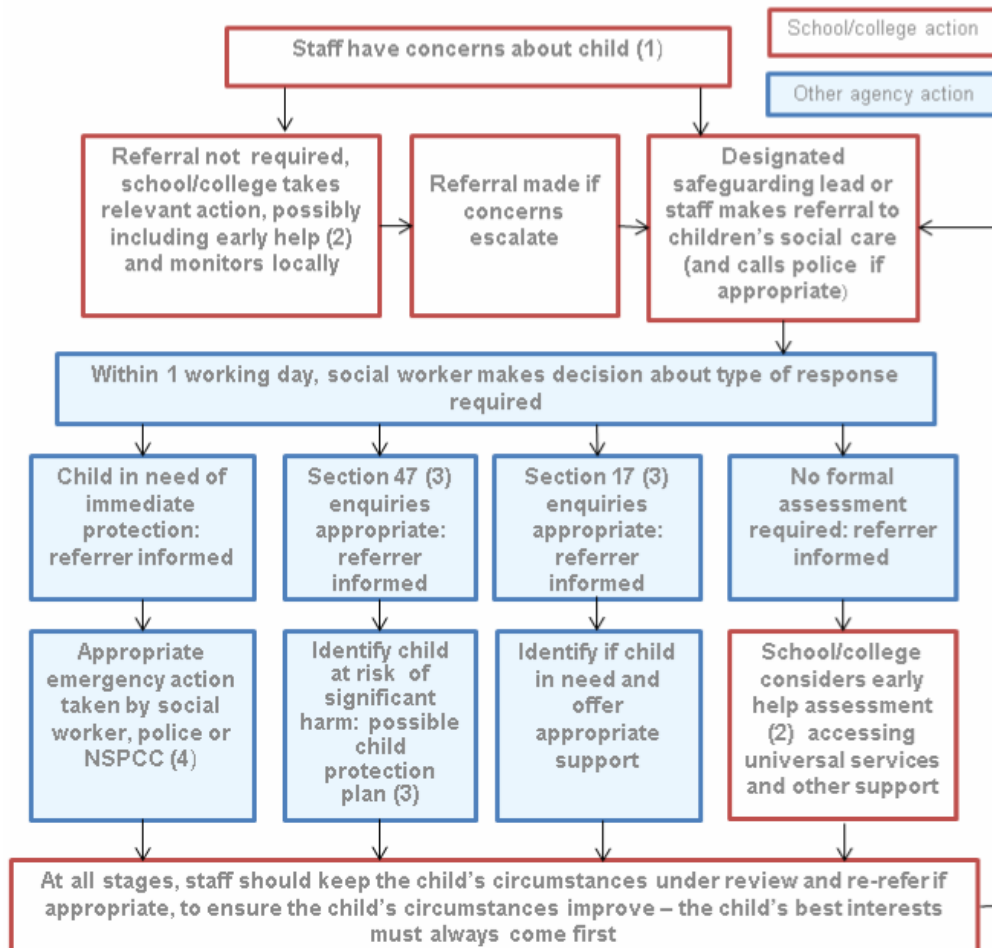 Staff have concerns about child (1)
School/college action
Other agency action
Referral not required,
school/college takes
relevant action, possibly
including early help (2)
and monitors locally
Referral made if
concerns
escalate
Designated
safeguarding lead or
staff makes referral to
children's social care
(and calls police if
appropriate)
Within 1 working day, social worker makes decision about type of response
required
Child in need of
immediate
protection:
referrer informed
Section 47 (3)
enquiries
appropriate:
referrer
informed
Section 17 (3)
enquiries
appropriate:
referrer
informed
No formal
assessment
required: referrer
informed
Appropriate
emergency action
taken by social
worker, police or
NSPCC (4)
Identify child
at risk of
significant
harm: possible
child
protection
plan (3)
Identify if child
in need and
offer
appropriate
support
School/college
considers early
help assessment
(2) accessing
universal services
and other support
At all stages, staff should keep the child's circumstances under review and re-refer if
appropriate, to ensure the child's circumstances improve – the child's best interests
must always come first